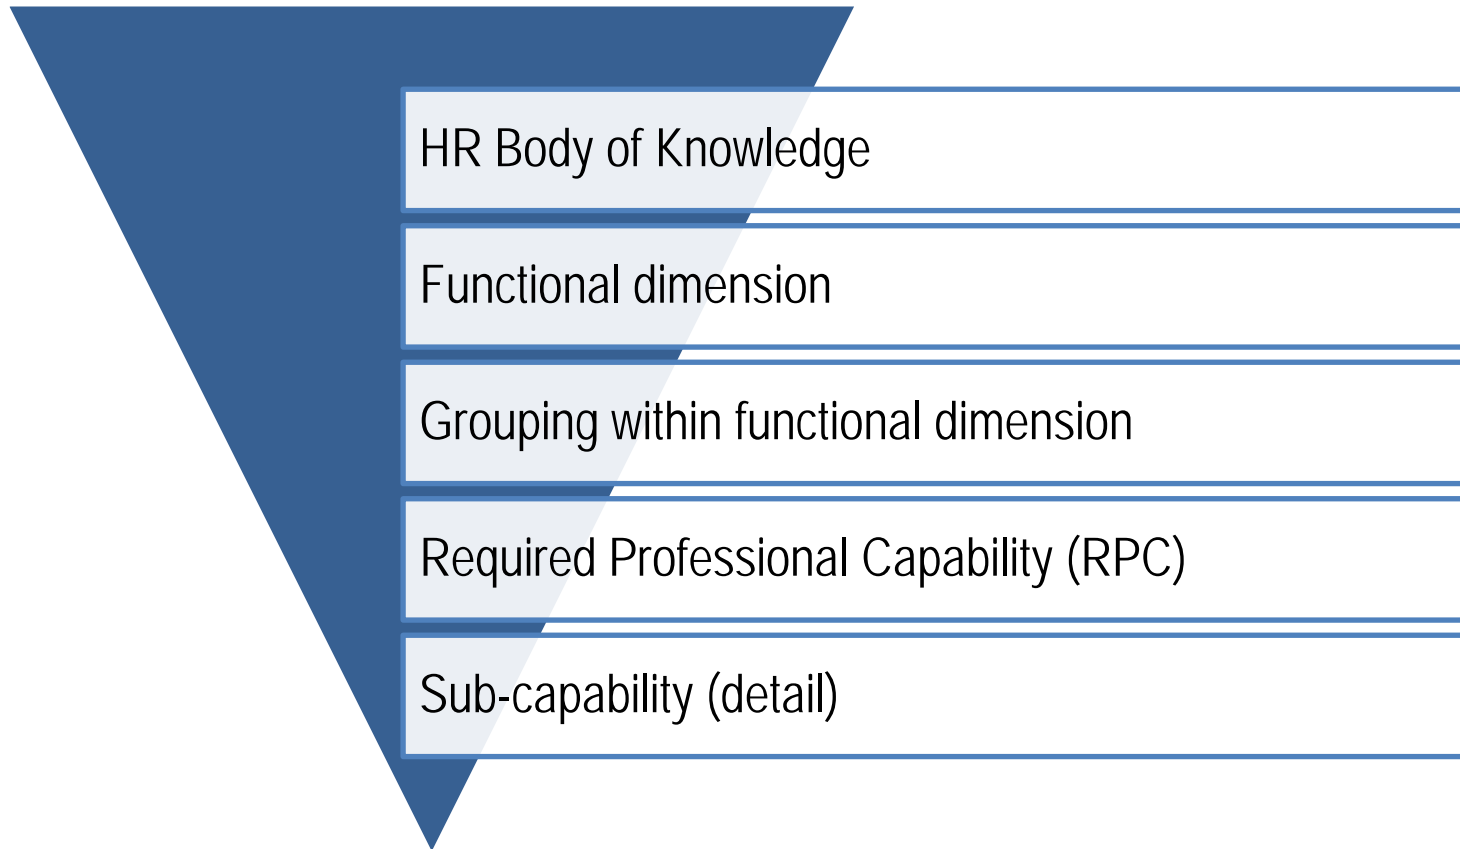 HR Body of Knowledge
Functional dimension
Grouping within functional dimension
Required Professional Capability (RPC)
Sub-capability (detail)